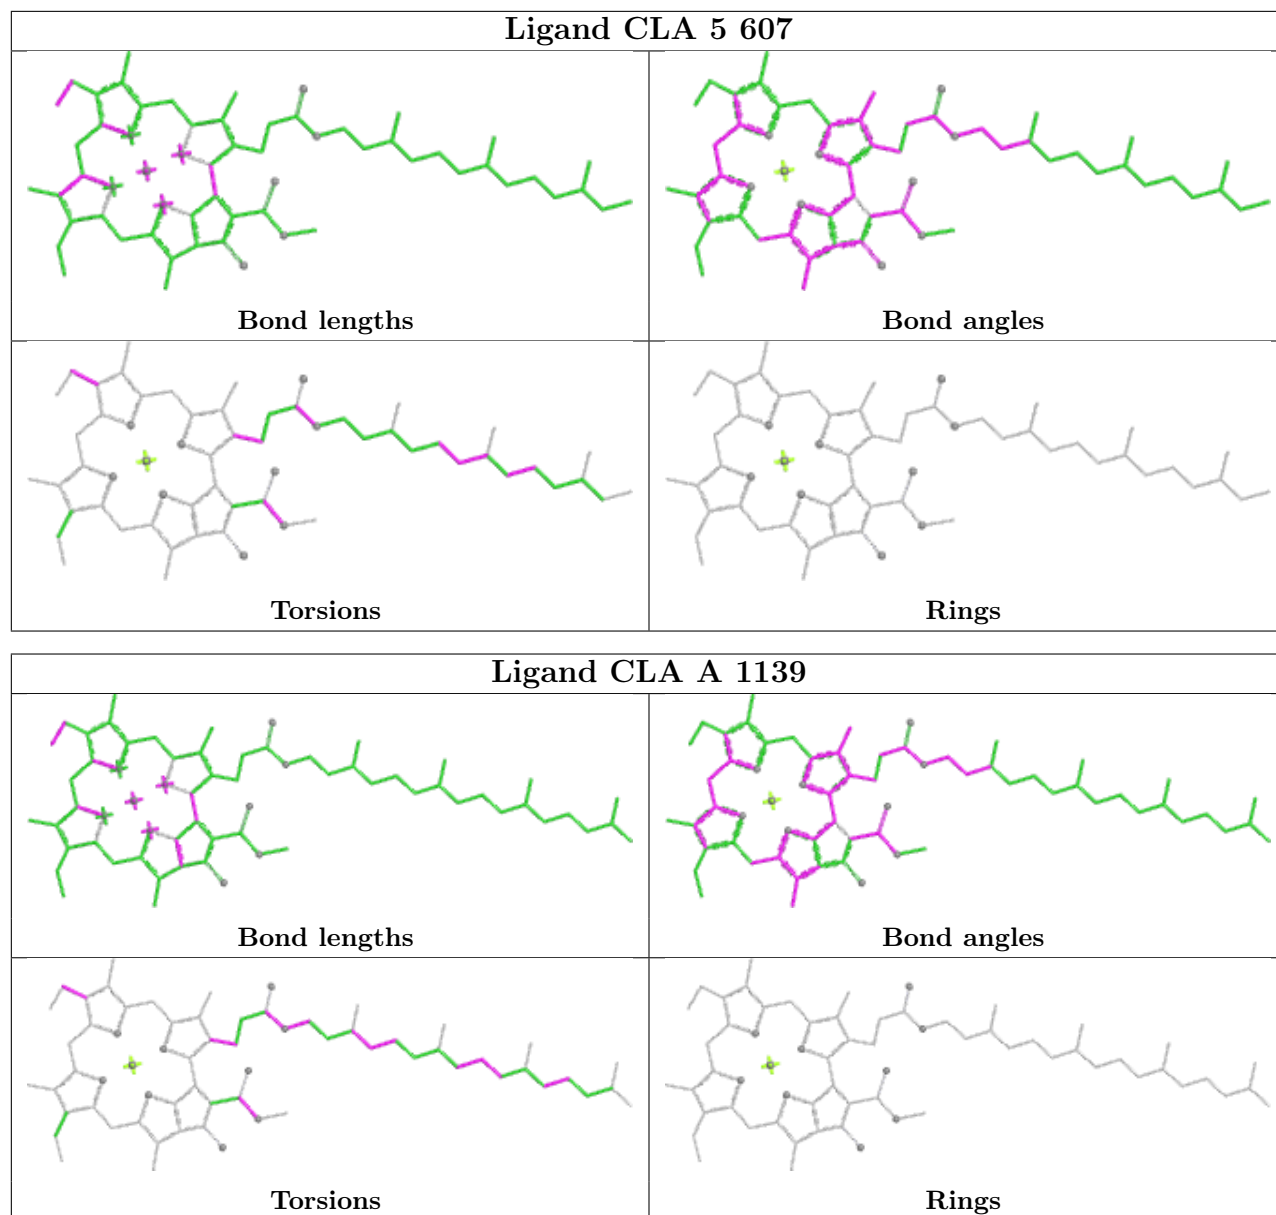 Ligand CLA 5 607
Bond lengths
Bond angles
Torsions
Rings
Ligand CLA A 1139
Bond lengths
Bond angles
Torsions
Rings